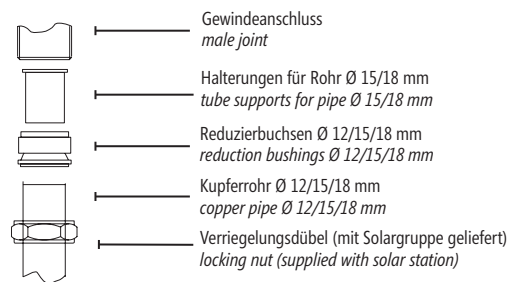 Gewindeanschluss
male joint
Halterungen für Rohr Ø 15/18 mm
tube supports for pipe Ø 15/18 mm
Reduzierbuchsen Ø 12/15/18 mm
reduction bushings Ø 12/15/18 mm
Kupferrohr Ø 12/15/18 mm
copper pipe Ø 12/15/18 mm
Verriegelungsdübel (mit Solargruppe geliefert)
locking nut (supplied with solar station)